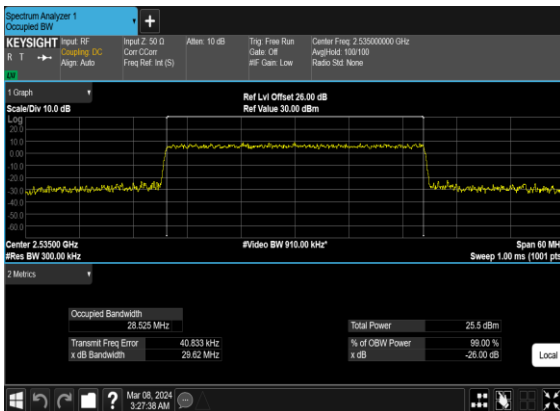 Spectrum Analyzer 1
Occupied BW
+
KEYSIGHT Input: RF Input Z: 50 Ω Atten: 10 dB Trig: Free Run Center Freq: 2.535000000 GHz
R T Coupling: DC Corr CCorr Gate: Off Avg|Hold: 100/100
Align: Auto Freq Ref: Int (S) #IF Gain: Low Radio Std: None
LV
1 Graph
Ref Lvl Offset 26.00 dB
Scale/Div 10.0 dB Ref Value 30.00 dBm
Log
20.0
10.0
0.00
-10.0
-20.0
-30.0
-40.0
-50.0
-60.0
Center 2.53500 GHz #Video BW 910.00 kHz* Span 60 MH
#Res BW 300.00 kHz Sweep 1.00 ms (1001 pts
2 Metrics
Occupied Bandwidth
28.525 MHz Total Power 25.5 dBm
Transmit Freq Error 40.833 kHz % of OBW Power 99.00 %
x dB Bandwidth 29.62 MHz x dB -26.00 dB
Local
? Mar 08, 2024
3:27:38 AM